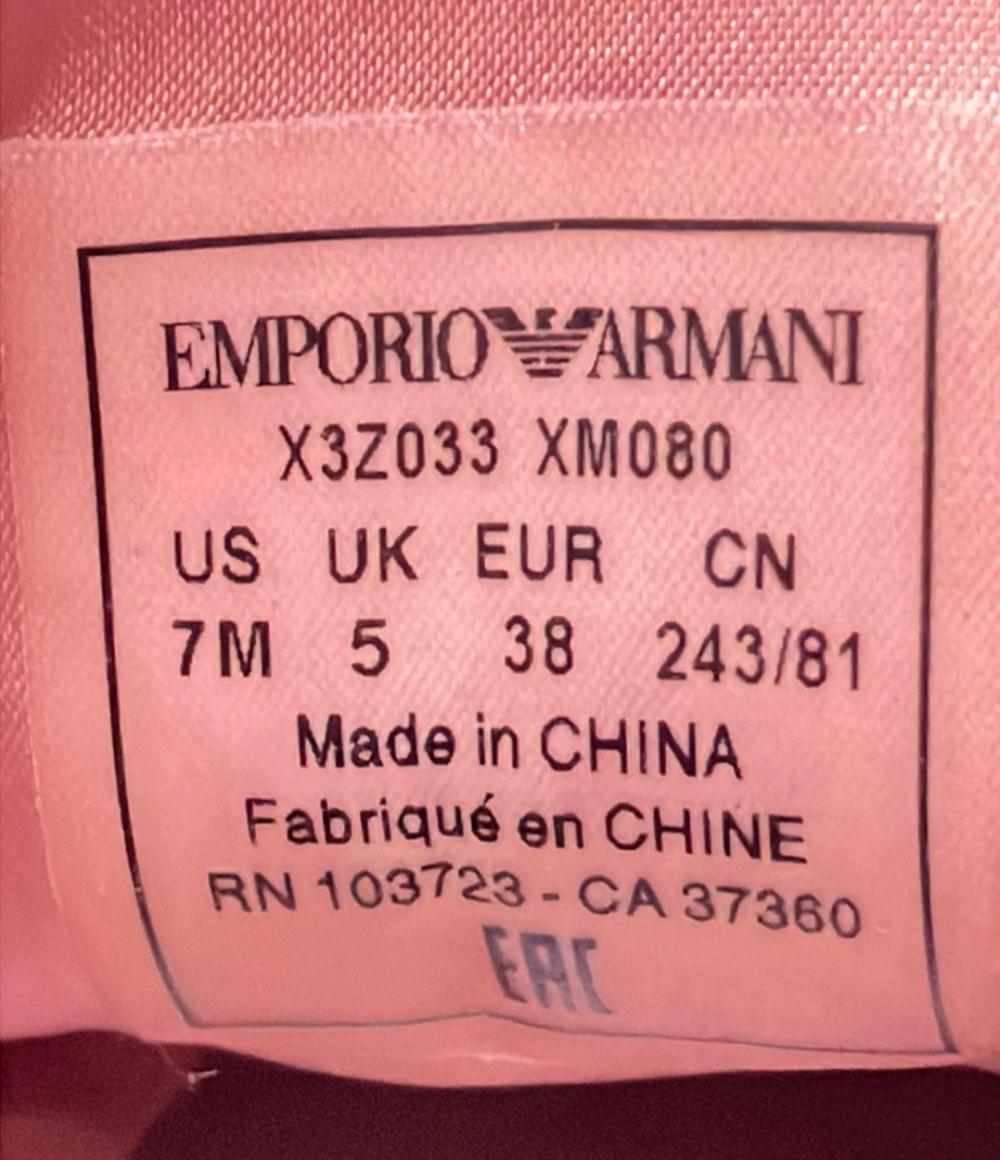 EMPORIO ARMANI
X3Z033 XM080
US UK EUR CN
7M 5 38 243/81
Made in CHINA
Fabriqué en CHINE
RN 103723 - CA 37360
EAC